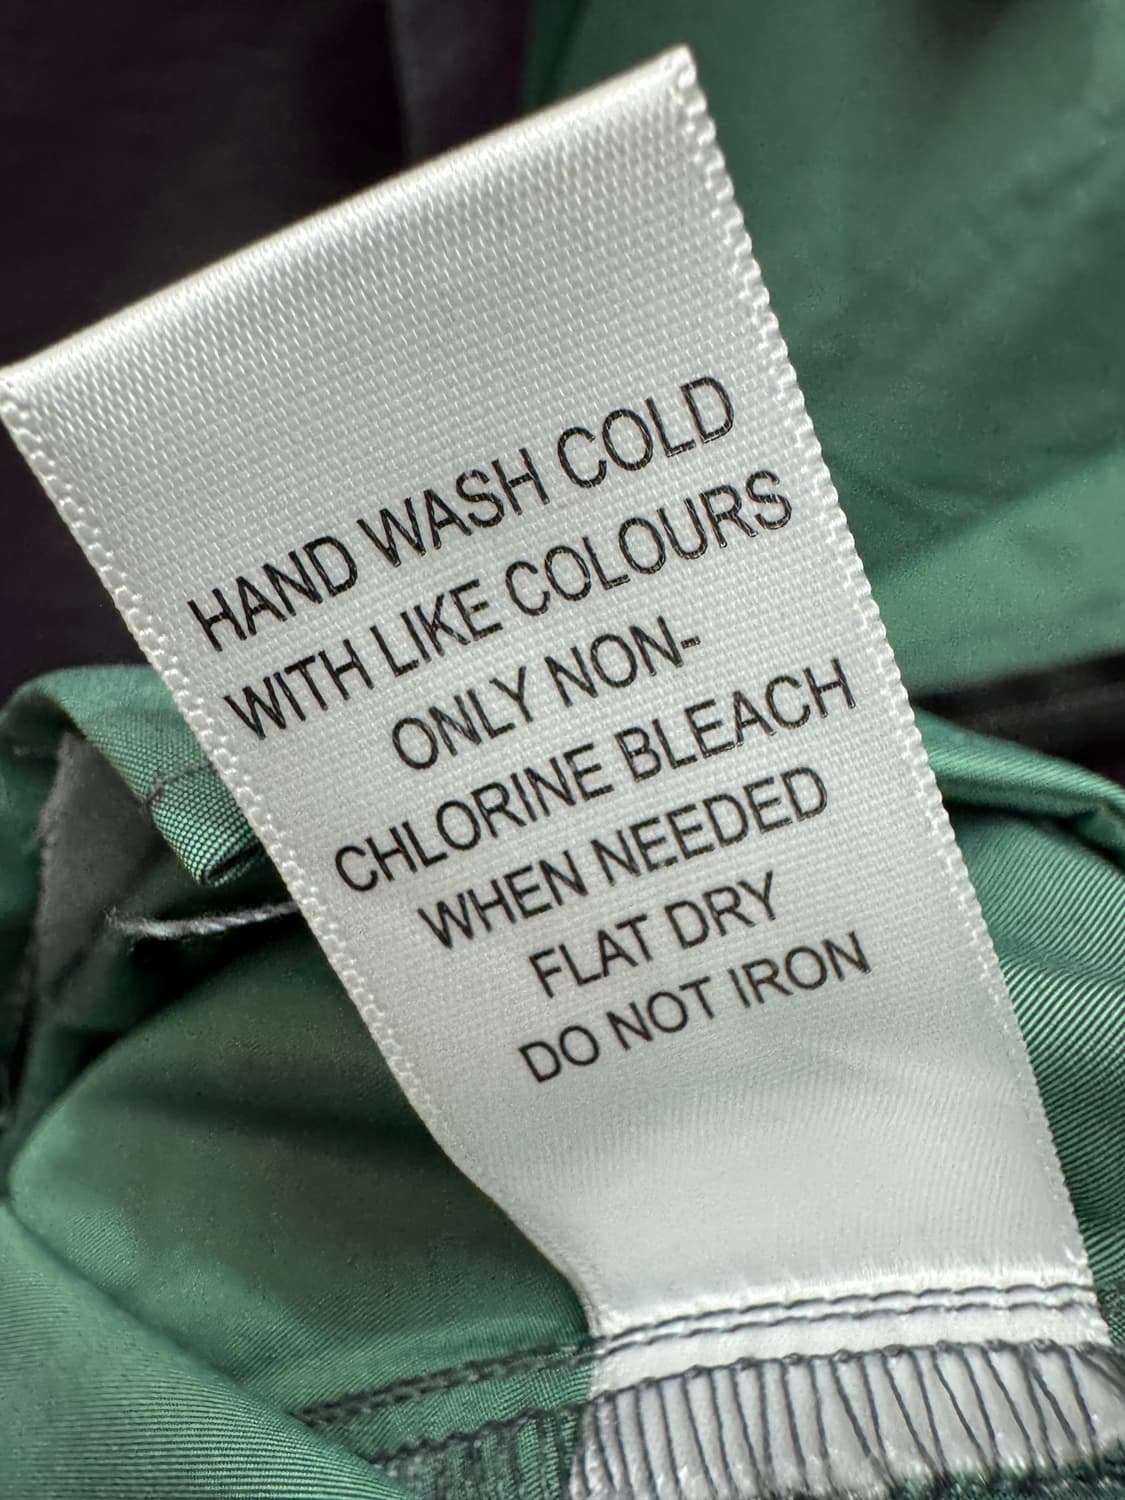 HAND WASH COLD
WITH LIKE COLOURS
ONLY NON-
CHLORINE BLEACH
WHEN NEEDED
FLAT DRY
DO NOT IRON